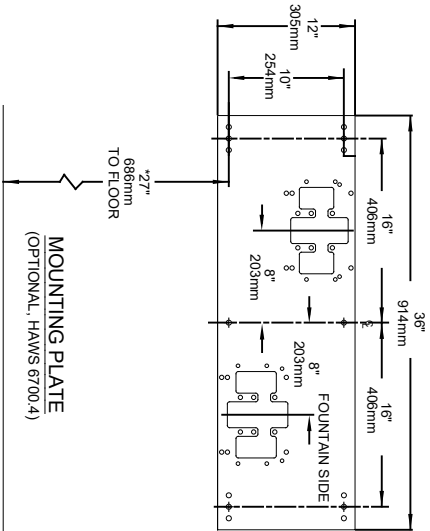 36"
914mm
16"
406mm
16"
406mm
12"
305mm
10"
254mm
8"
203mm
8"
203mm
FOUNTAIN SIDE
*27"
686mm
TO FLOOR
MOUNTING PLATE
(OPTIONAL, HAWS 6700.4)